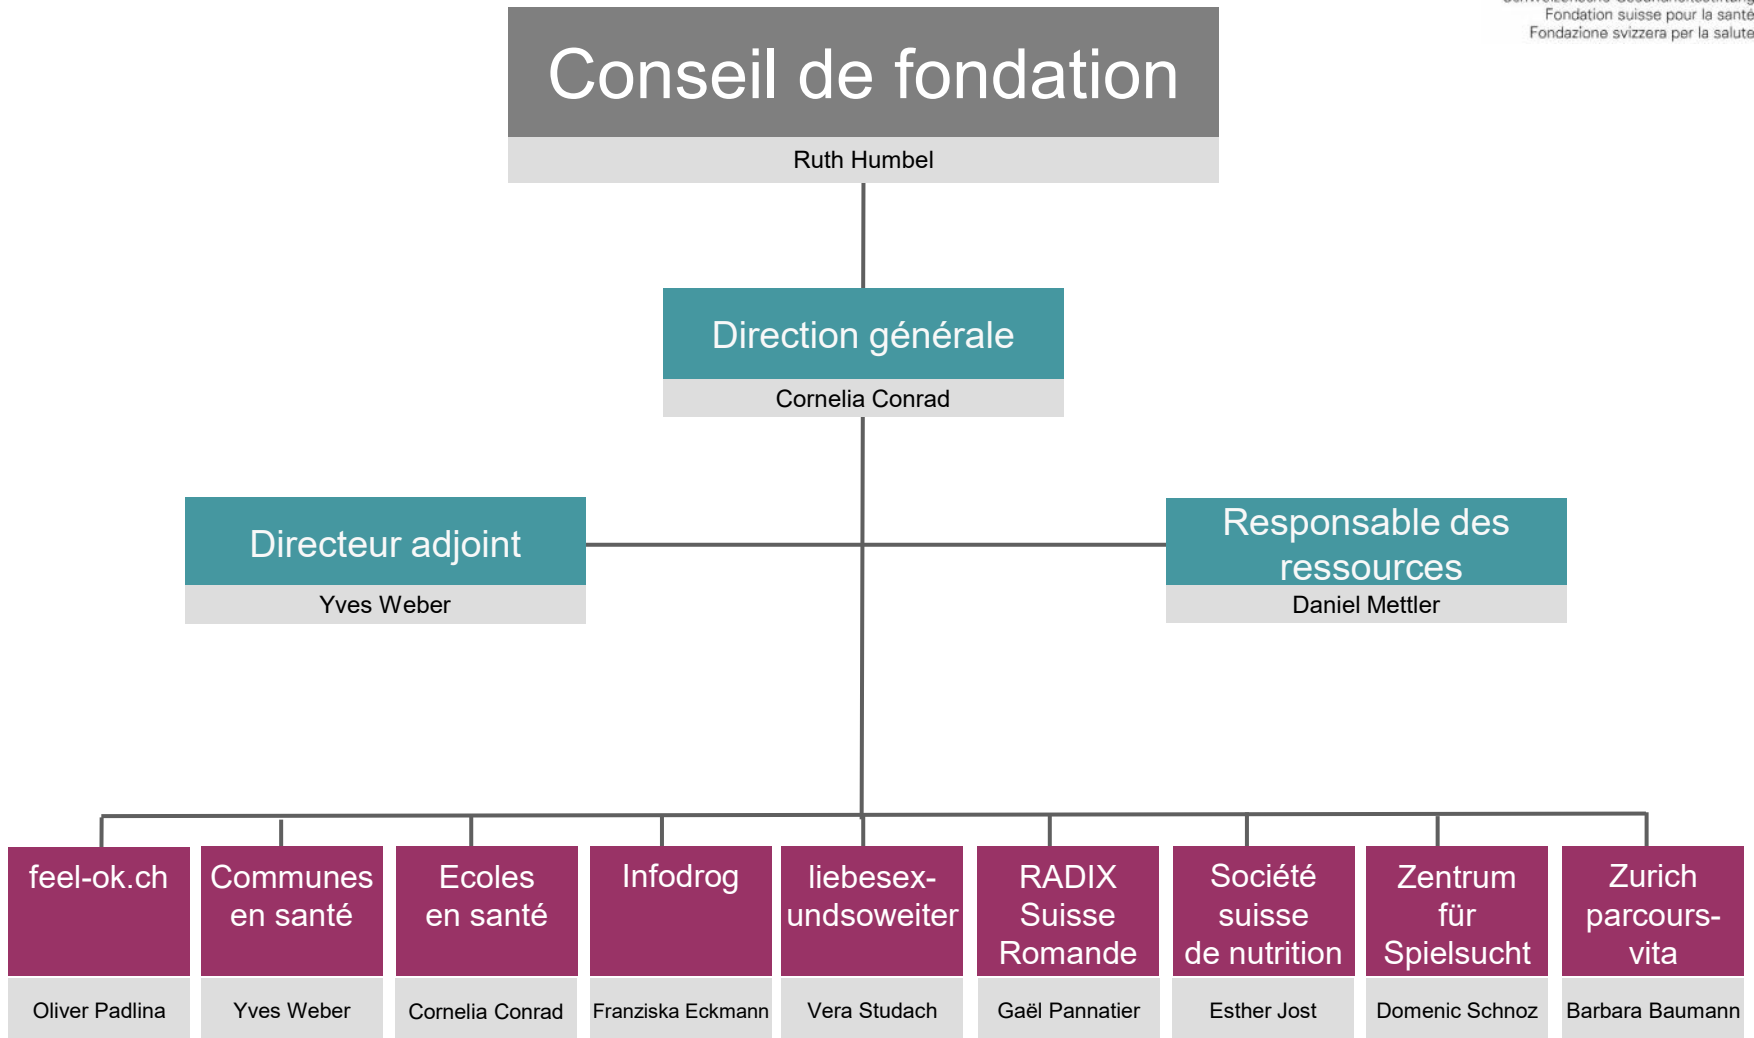 Fondation suisse pour la santé
Fondazione svizzera per la salute
Conseil de fondation
Ruth Humbel
Direction générale
Cornelia Conrad
Directeur adjoint
Yves Weber
Responsable des
ressources
Daniel Mettler
feel-ok.ch
Oliver Padlina
Communes
en santé
Yves Weber
Ecoles
en santé
Cornelia Conrad
Infodrog
Franziska Eckmann
liebesex-
undsoweiter
Vera Studach
RADIX
Suisse
Romande
Gaël Pannatier
Société
suisse
de nutrition
Esther Jost
Zentrum
für
Spielsucht
Domenic Schnoz
Zurich
parcours-
vita
Barbara Baumann